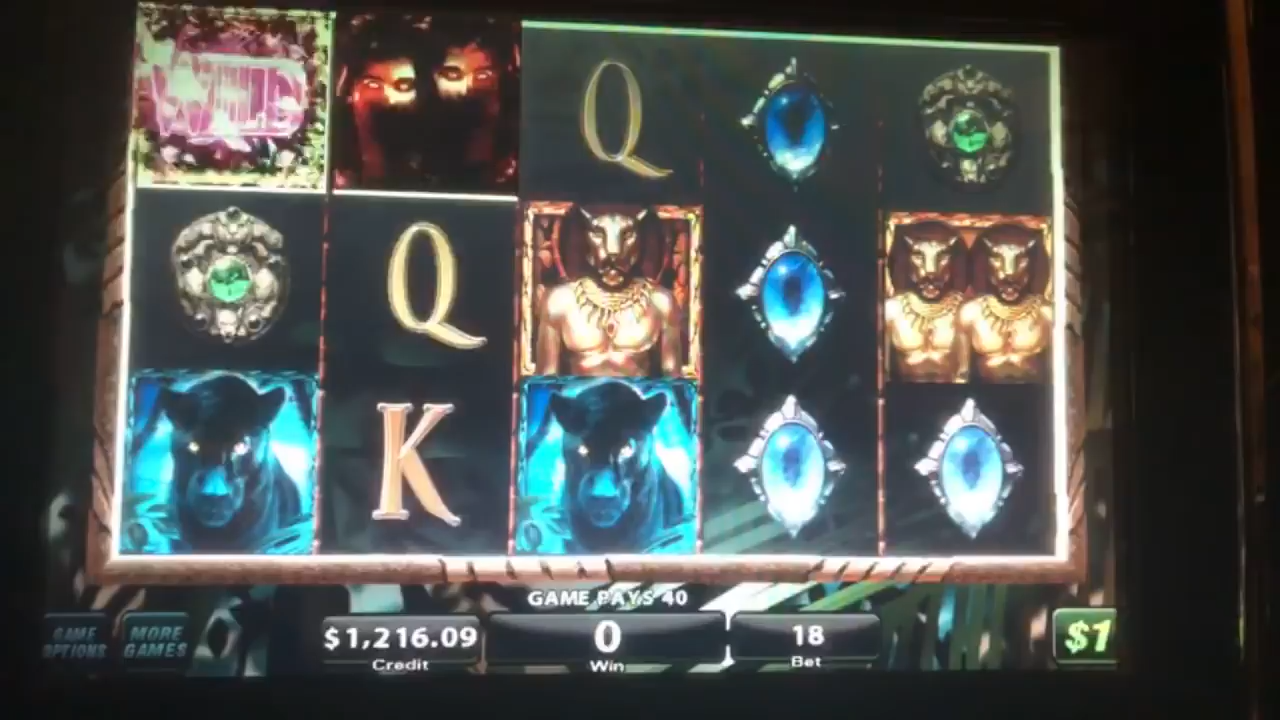 WILD
Q
Q
K
GAME PAYS 40
GAME OPTIONS
MORE GAMES
$1,216.09
Credit
0
Win
18
Bet
$1